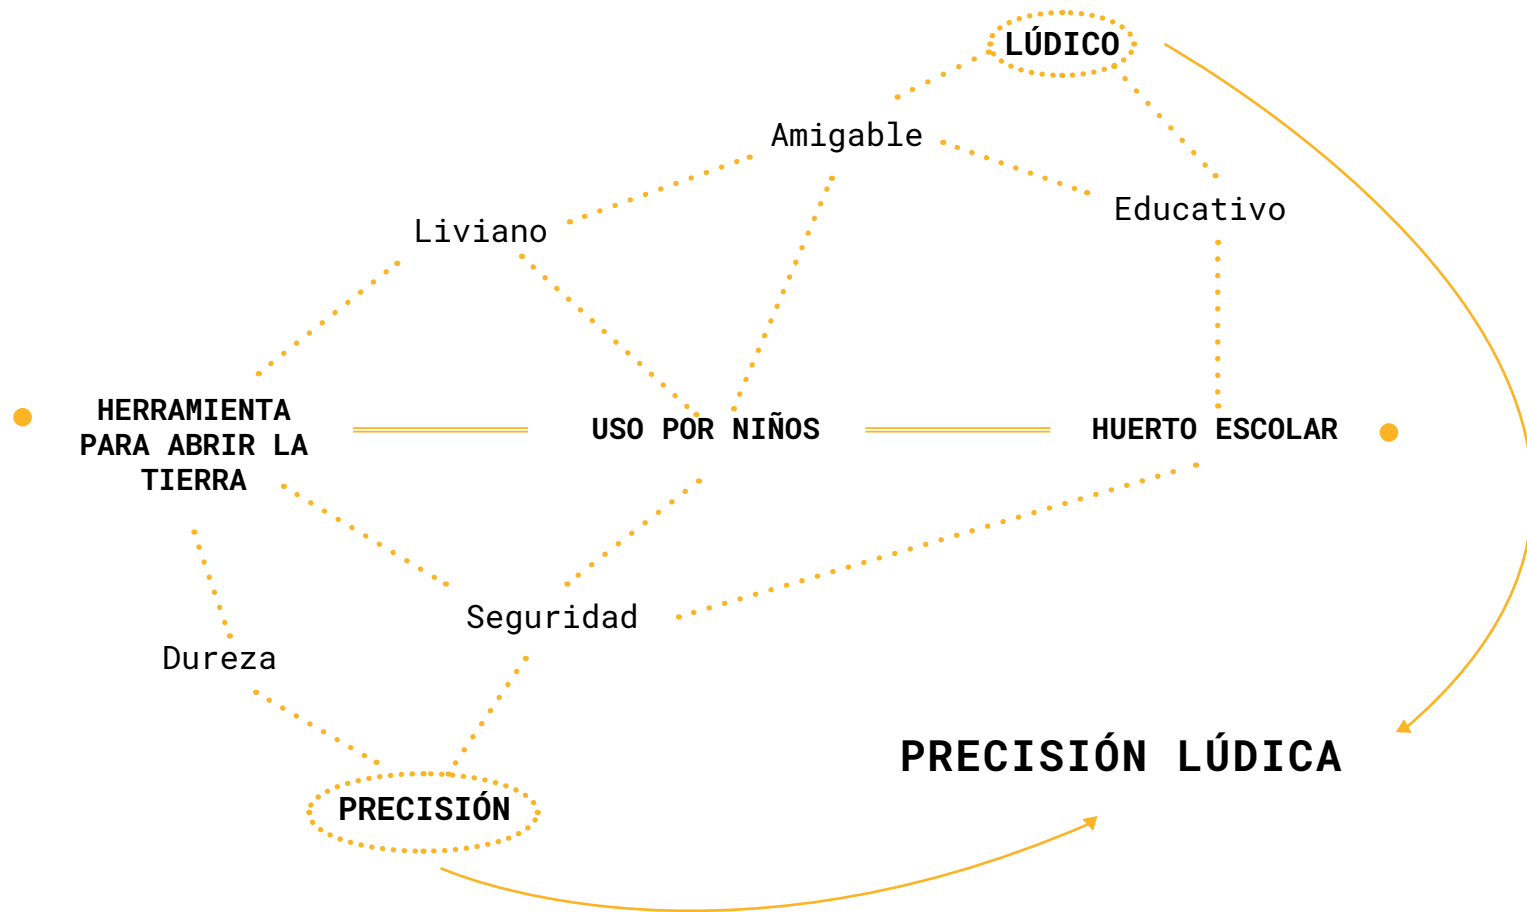 LÚDICO
Amigable
Educativo
Liviano
HERRAMIENTA
PARA ABRIR LA
TIERRA
USO POR NIÑOS
HUERTO ESCOLAR
Seguridad
Dureza
PRECISIÓN LÚDICA
PRECISIÓN